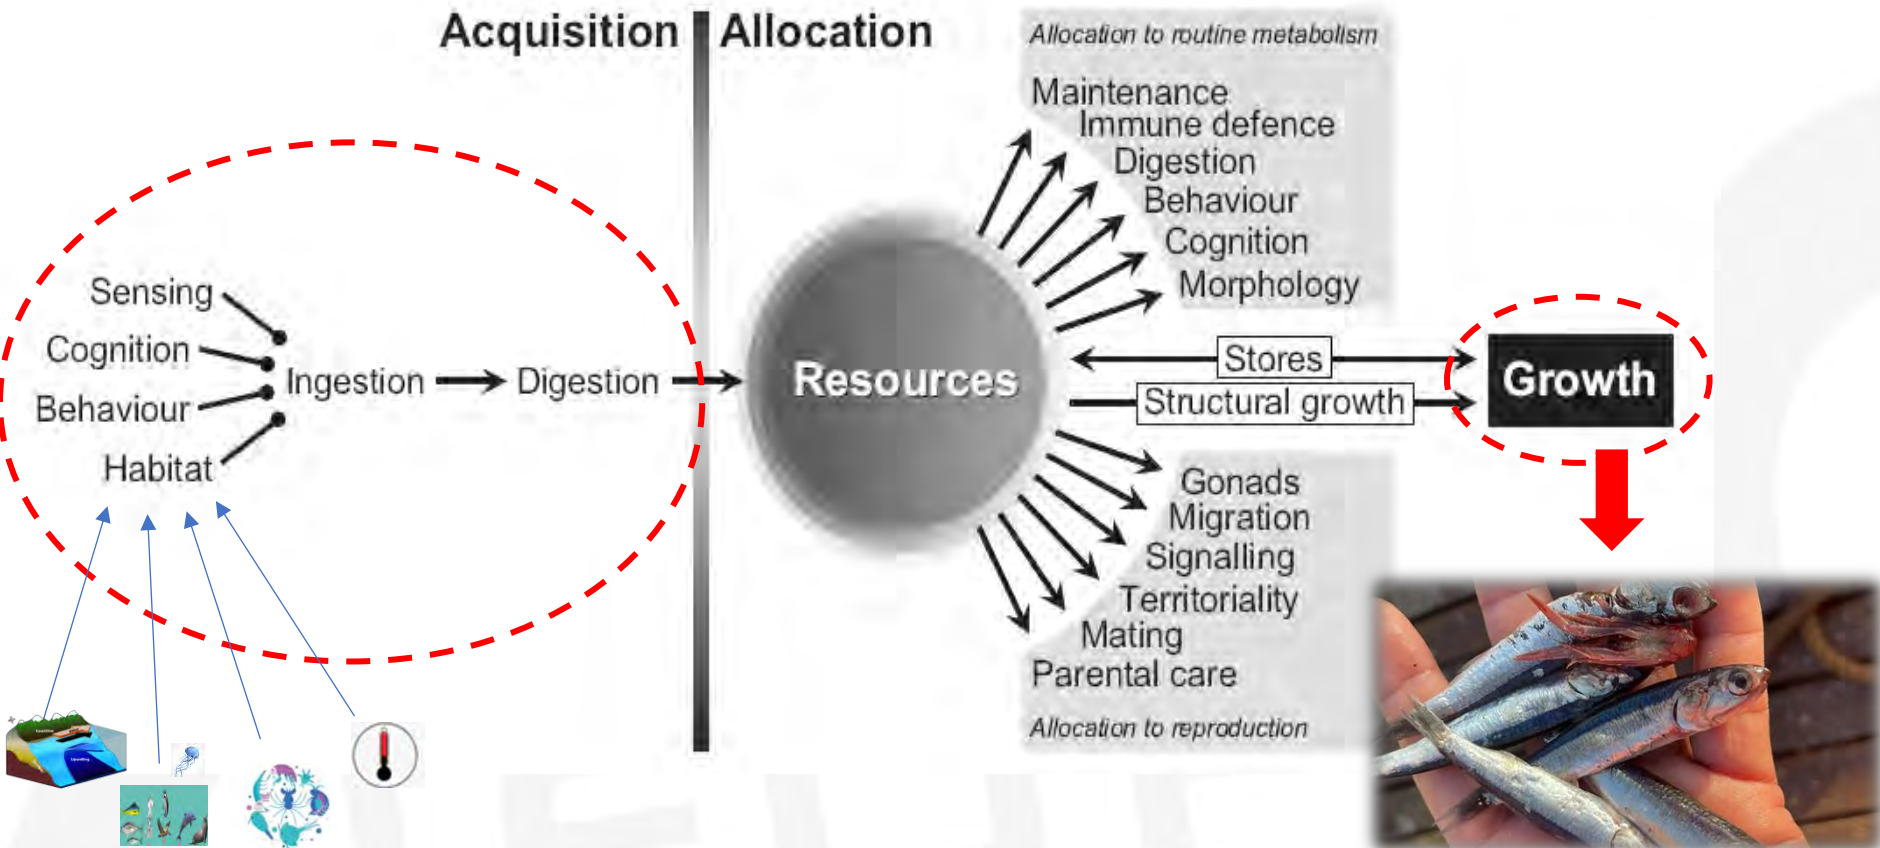 Acquisition
Allocation
Allocation to routine metabolism
Maintenance
Immune defence
Digestion
Behaviour
Cognition
Morphology
Sensing
Cognition
Behaviour
Habitat
Ingestion
Digestion
Resources
Stores
Structural growth
Growth
Gonads
Migration
Signalling
Territoriality
Mating
Parental care
Allocation to reproduction